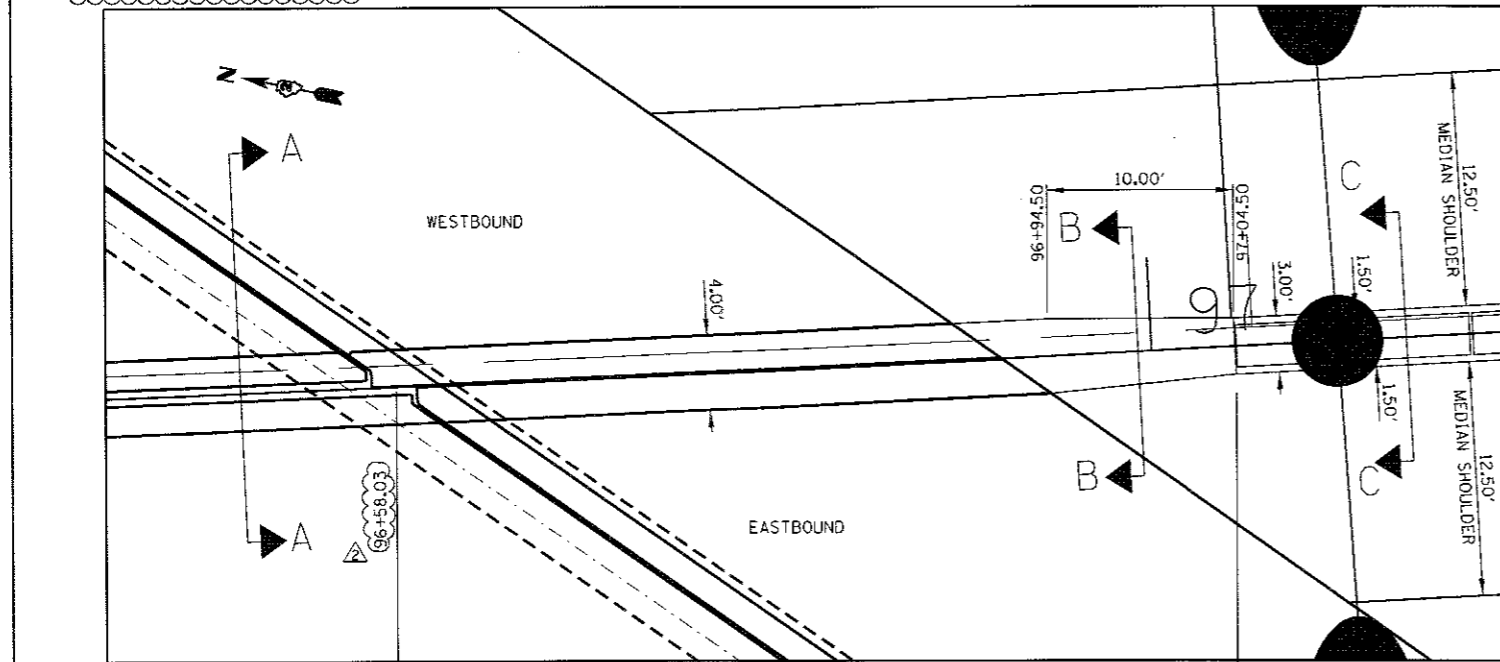 N
2
A
WESTBOUND
10.00'
96+94.50
97+04.50
B
C
12.50'
MEDIAN SHOULDER
4.00'
97
3.00'
1.50'
1.50'
12.50'
MEDIAN SHOULDER
B
C
96+58.03
2
A
EASTBOUND